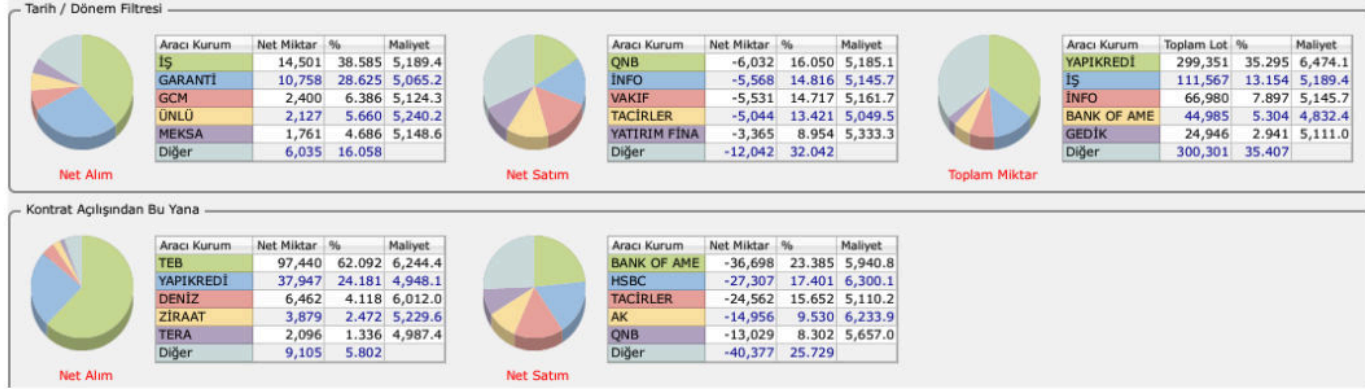 Tarih / Dönem Filtresi
Aracı Kurum Net Miktar % Maliyet
İŞ 14,501 38.585 5,189.4
GARANTİ 10,758 28.625 5,065.2
GCM 2,400 6.386 5,124.3
ÜNLÜ 2,127 5.660 5,240.2
MEKSA 1,761 4.686 5,148.6
Diğer 6,035 16.058
Net Alım
Aracı Kurum Net Miktar % Maliyet
QNB -6,032 16.050 5,185.1
İNFO -5,568 14.816 5,145.7
VAKIF -5,531 14.717 5,161.7
TACİRLER -5,044 13.421 5,049.5
YATIRIM FİNA -3,365 8.954 5,333.3
Diğer -12,042 32.042
Net Satım
Aracı Kurum Toplam Lot % Maliyet
YAPIKREDİ 299,351 35.295 6,474.1
İŞ 111,567 13.154 5,189.4
İNFO 66,980 7.897 5,145.7
BANK OF AME 44,985 5.304 4,832.4
GEDİK 24,946 2.941 5,111.0
Diğer 300,301 35.407
Toplam Miktar
Kontrat Açılışından Bu Yana
Aracı Kurum Net Miktar % Maliyet
TEB 97,440 62.092 6,244.4
YAPIKREDİ 37,947 24.181 4,948.1
DENİZ 6,462 4.118 6,012.0
ZİRAAT 3,879 2.472 5,229.6
TERA 2,096 1.336 4,987.4
Diğer 9,105 5.802
Net Alım
Aracı Kurum Net Miktar % Maliyet
BANK OF AME -36,698 23.385 5,940.8
HSBC -27,307 17.401 6,300.1
TACİRLER -24,562 15.652 5,110.2
AK -14,956 9.530 6,233.9
QNB -13,029 8.302 5,657.0
Diğer -40,377 25.729
Net Satım